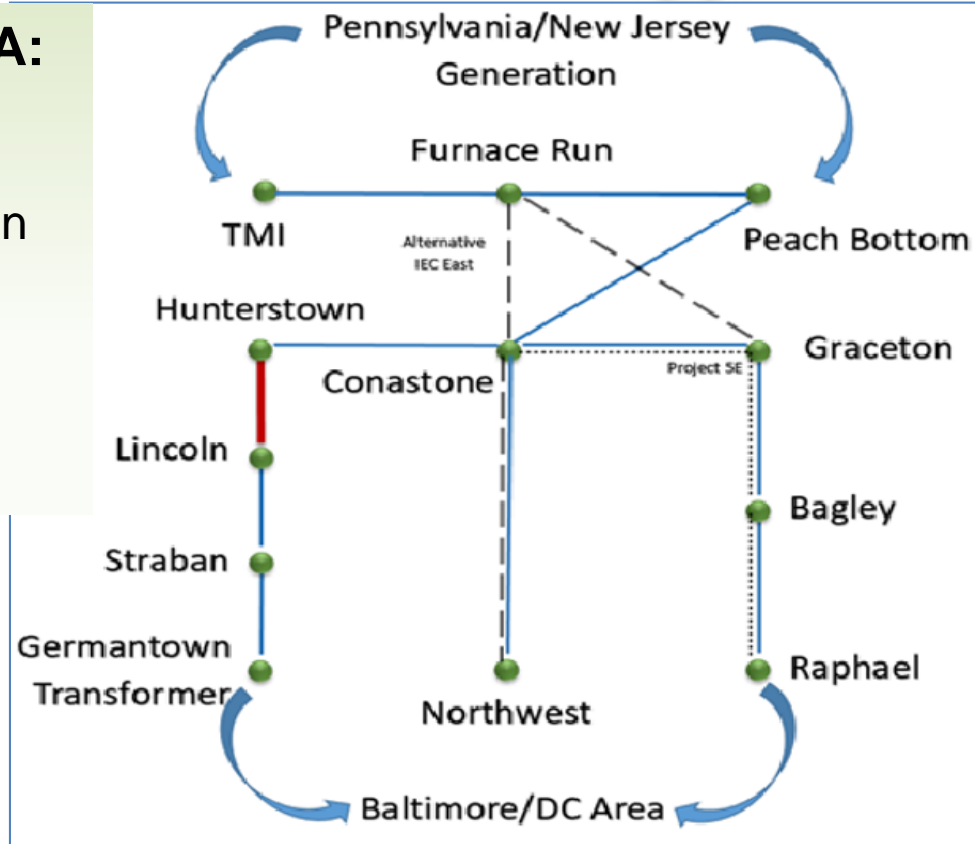 A:
n
Pennsylvania/New Jersey
Generation
Furnace Run
TMI
Alternative
IEC East
Peach Bottom
Hunterstown
Conastone
Graceton
Project 5E
Lincoln
Bagley
Straban
Germantown
Transformer
Raphael
Northwest
Baltimore/DC Area